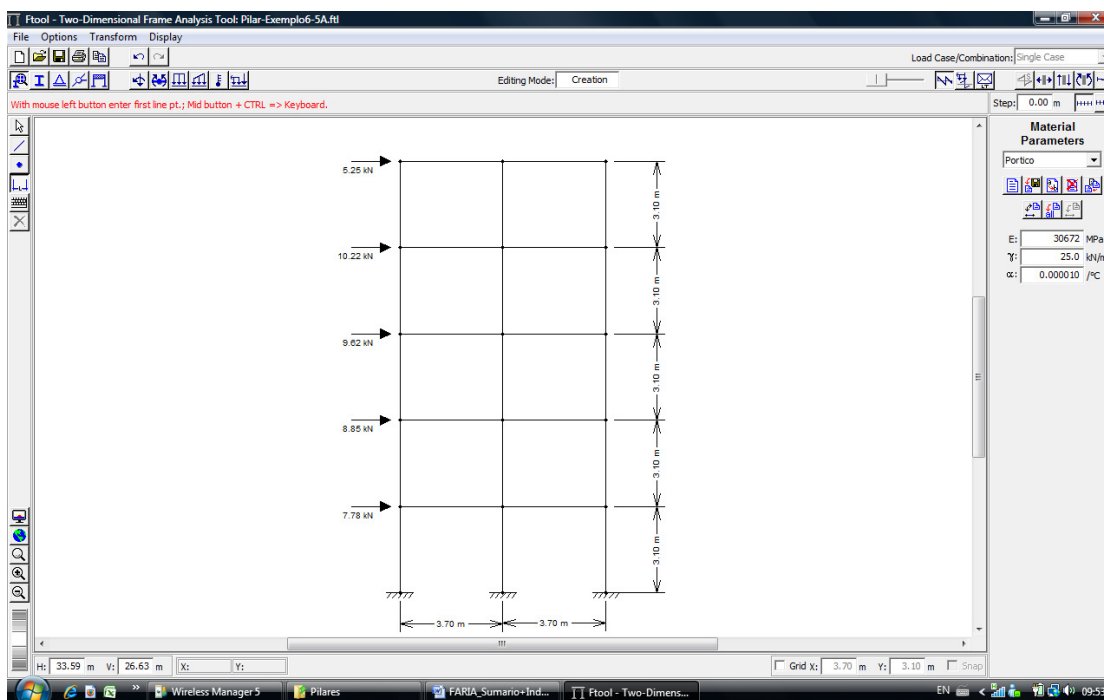 Ftool - Two-Dimensional Frame Analysis Tool: Pilar-Exemplo6-5A.ftl
File Options Transform Display
Load Case/Combination: Single Case
Editing Mode: Creation
With mouse left button enter first line pt.; Mid button + CTRL => Keyboard.
Step: 0.00 m
Material
Parameters
Portico
all
E: 30672 MPa
γ: 25.0 kN/m
α: 0.000010 /°C
5.25 kN
3.10 m
10.22 kN
3.10 m
9.62 kN
3.10 m
8.85 kN
3.10 m
7.78 kN
3.10 m
3.70 m 3.70 m
H: 33.59 m V: 26.63 m X: Y: Grid X: 3.70 m Y: 3.10 m Snap
Wireless Manager 5 Pilares FARIA_Sumario+Ind... Ftool - Two-Dimens... EN